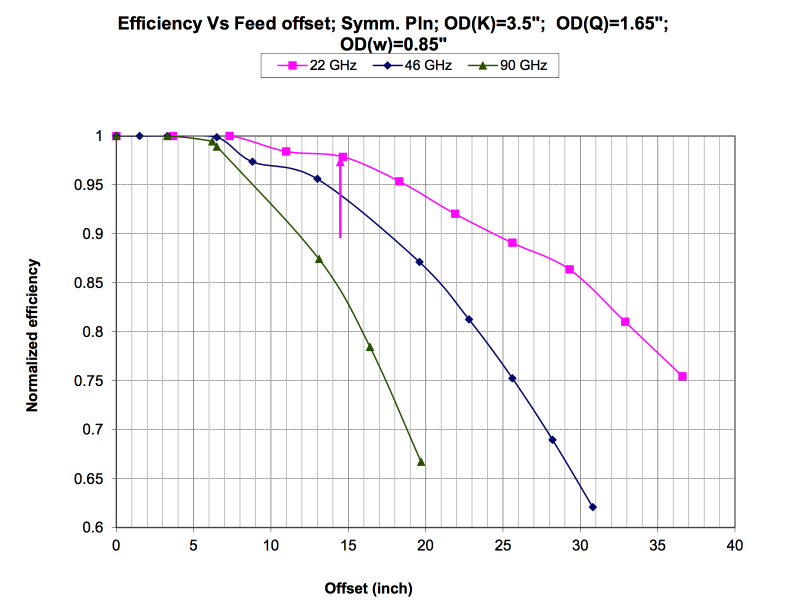 Efficiency Vs Feed offset; Symm. Pln; OD(K)=3.5"; OD(Q)=1.65";
OD(w)=0.85"
22 GHz 46 GHz 90 GHz
1
0.95
0.9
0.85
0.8
0.75
0.7
0.65
0.6
Normalized efficiency
0 5 10 15 20 25 30 35 40
Offset (inch)